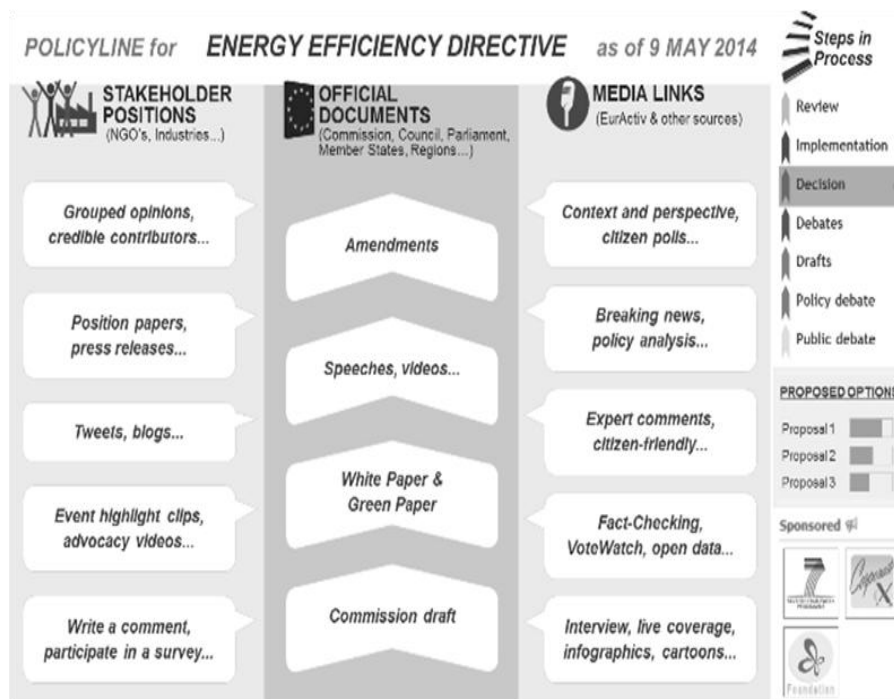 POLICYLINE for ENERGY EFFICIENCY DIRECTIVE as of 9 MAY 2014
STAKEHOLDER
POSITIONS
(NGO's, Industries...)
Grouped opinions,
credible contributors...
Position papers,
press releases...
Tweets, blogs...
Event highlight clips,
advocacy videos...
Write a comment,
participate in a survey...
OFFICIAL
DOCUMENTS
(Commission, Council, Parliament,
Member States, Regions...)
Amendments
Speeches, videos...
White Paper &
Green Paper
Commission draft
MEDIA LINKS
(EurActiv & other sources)
Context and perspective,
citizen polls...
Breaking news,
policy analysis...
Expert comments,
citizen-friendly...
Fact-Checking,
VoteWatch, open data...
Interview, live coverage,
infographics, cartoons...
Steps in
Process
Review
Implementation
Decision
Debates
Drafts
Policy debate
Public debate
PROPOSED OPTIONS
Proposal 1
Proposal 2
Proposal 3
Sponsored
7
X
Foundation